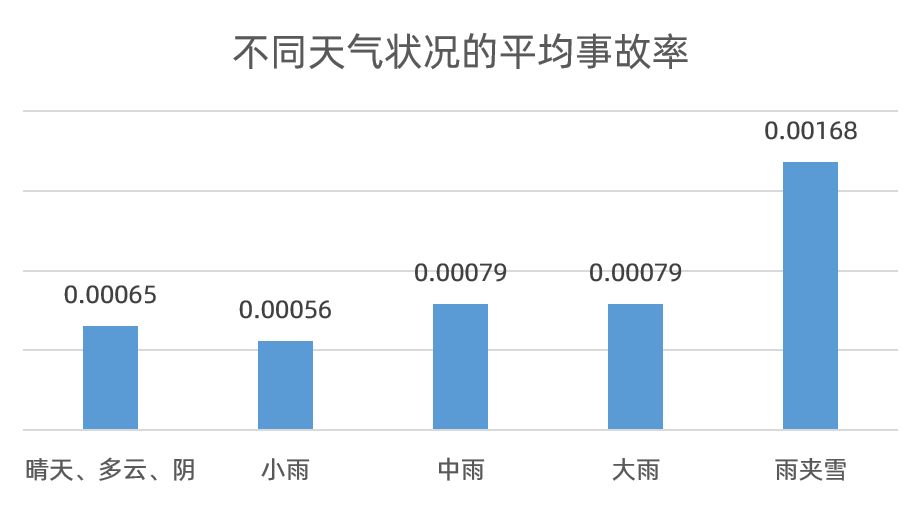 不同天气状况的平均事故率
0.00168
0.00079
0.00079
0.00065
0.00056
晴天、多云、阴
小雨
中雨
大雨
雨夹雪